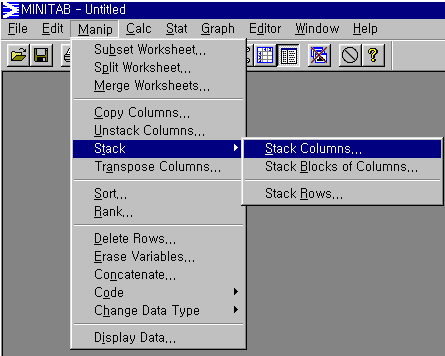 MINITAB - Untitled
File Edit Manip Calc Stat Graph Editor Window Help
Subset Worksheet...
Split Worksheet...
Merge Worksheets...
Copy Columns...
Unstack Columns...
Stack
Stack Columns...
Transpose Columns...
Stack Blocks of Columns...
Sort...
Stack Rows...
Rank...
Delete Rows...
Erase Variables...
Concatenate...
Code
Change Data Type
Display Data...